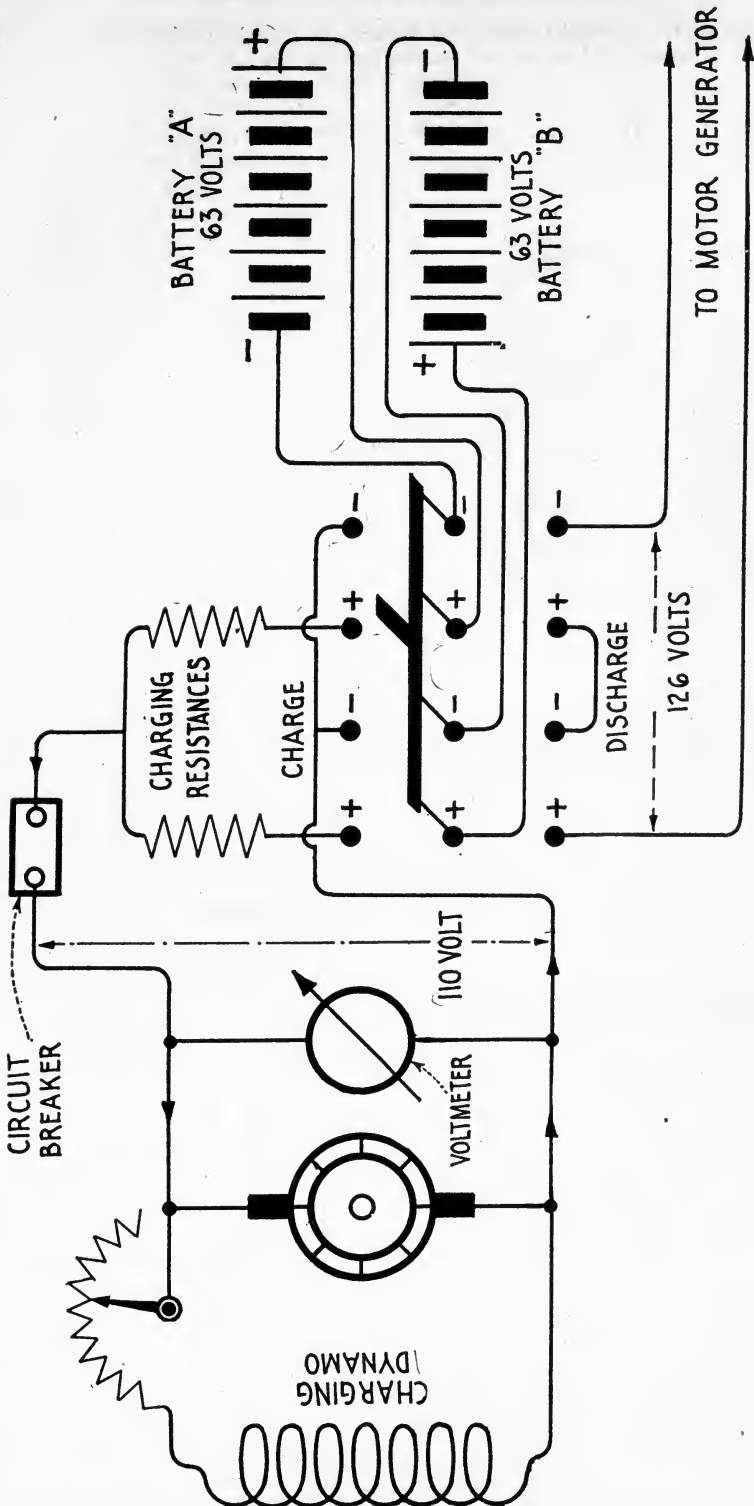 CIRCUIT
BREAKER
CHARGING
RESISTANCES
CHARGE
110 VOLT
VOLTMETER
CHARGING
DYNAMO
BATTERY "A"
63 VOLTS
+
-
-
+
63 VOLTS
BATTERY "B"
+ - + -
+ - + -
+ - + -
DISCHARGE
126 VOLTS
TO MOTOR GENERATOR